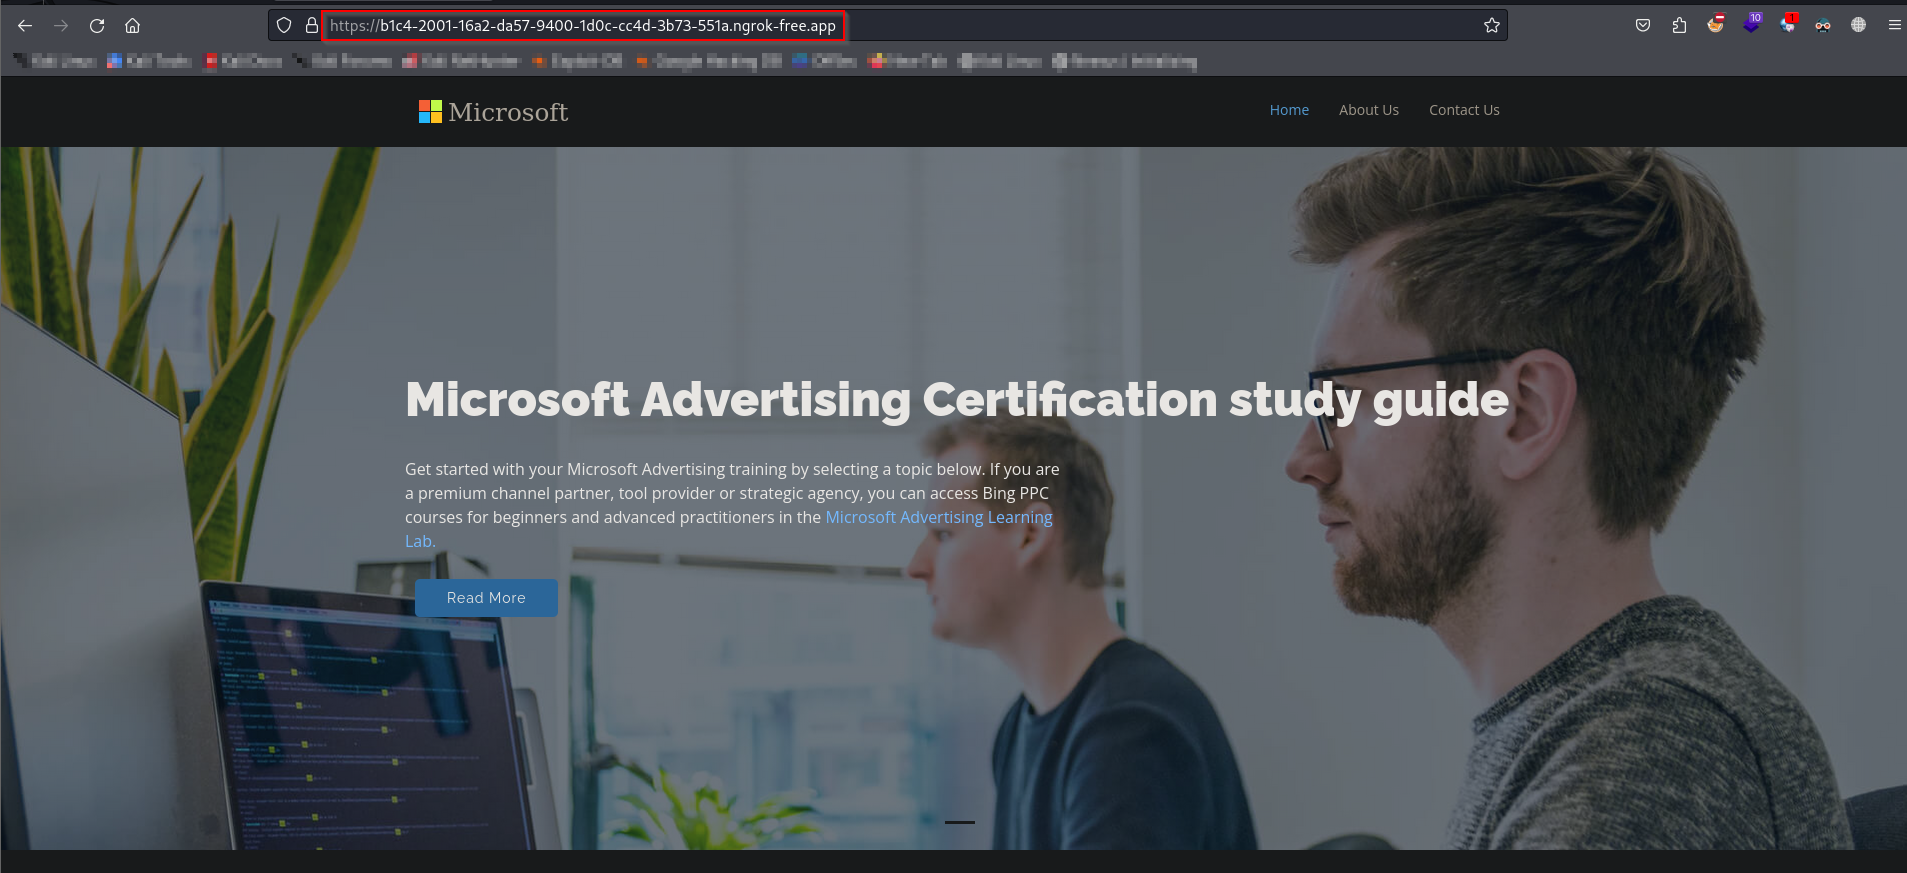 https://b1c4-2001-16a2-da57-9400-1d0c-cc4d-3b73-551a.ngrok-free.app
10
1
Microsoft
Home About Us Contact Us
Microsoft Advertising Certification study guide
Get started with your Microsoft Advertising training by selecting a topic below. If you are
a premium channel partner, tool provider or strategic agency, you can access Bing PPC
courses for beginners and advanced practitioners in the Microsoft Advertising Learning
Lab.
Read More